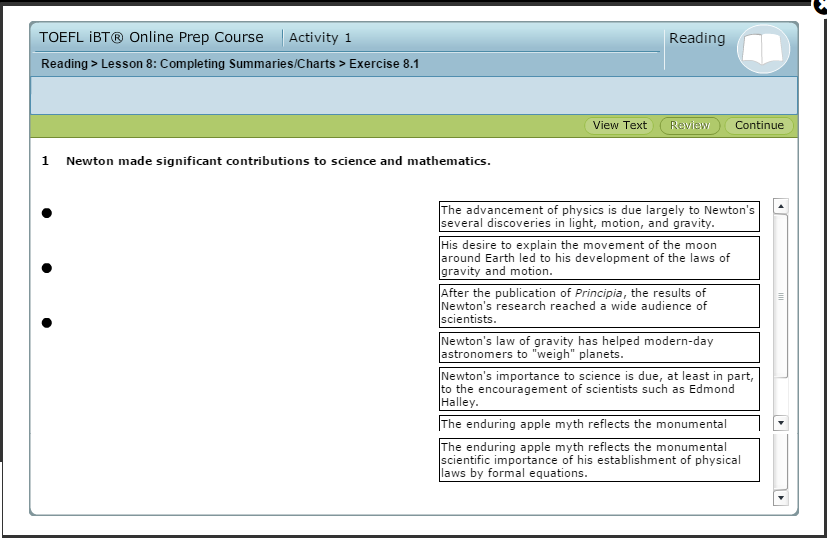 TOEFL iBT® Online Prep Course
Activity 1
Reading
Reading > Lesson 8: Completing Summaries/Charts > Exercise 8.1
View Text
Review
Continue
1 Newton made significant contributions to science and mathematics.
The advancement of physics is due largely to Newton's
several discoveries in light, motion, and gravity.
His desire to explain the movement of the moon
around Earth led to his development of the laws of
gravity and motion.
After the publication of Principia, the results of
Newton's research reached a wide audience of
scientists.
Newton's law of gravity has helped modern-day
astronomers to "weigh" planets.
Newton's importance to science is due, at least in part,
to the encouragement of scientists such as Edmond
Halley.
The enduring apple myth reflects the monumental
The enduring apple myth reflects the monumental
scientific importance of his establishment of physical
laws by formal equations.